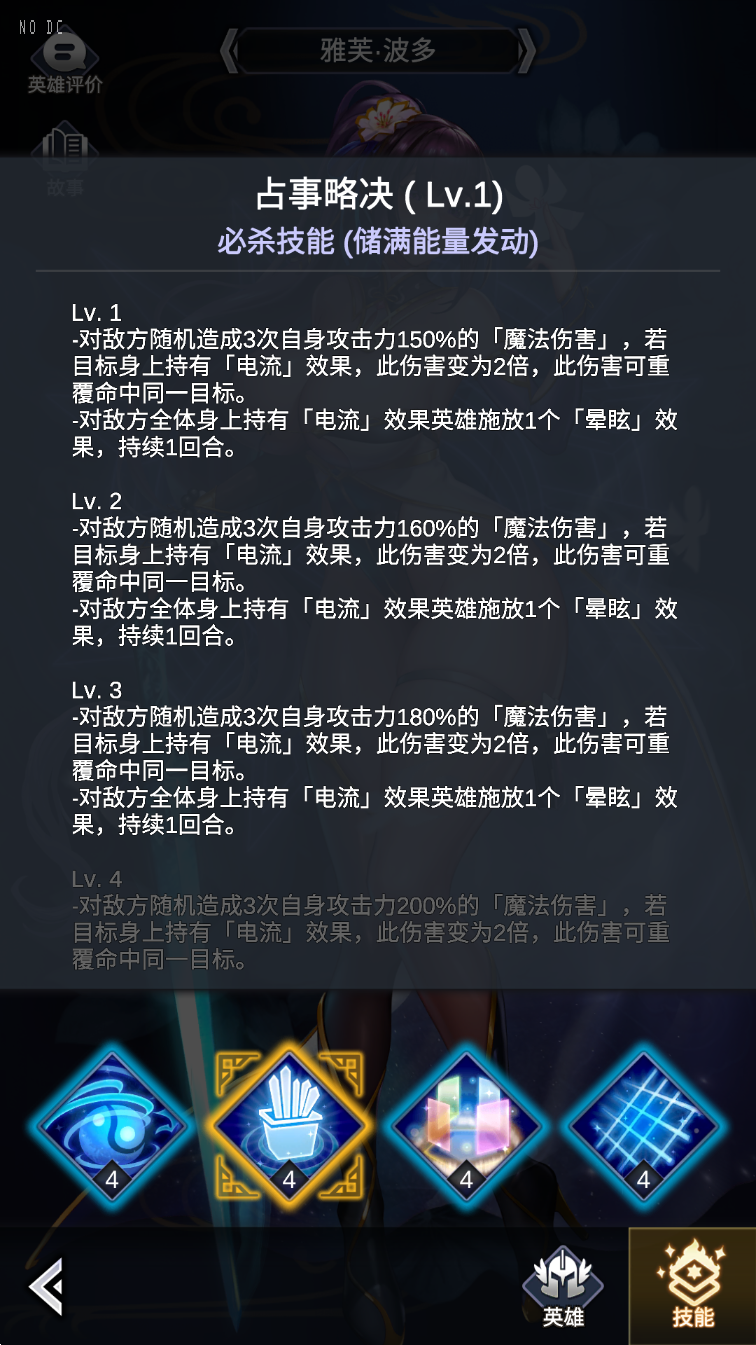 NO DC
雅芙·波多
英雄评价
故事
占事略决 ( Lv.1)
必杀技能 (储满能量发动)
Lv. 1
-对敌方随机造成3次自身攻击力150%的「魔法伤害」，若
目标身上持有「电流」效果，此伤害变为2倍，此伤害可重
覆命中同一目标。
-对敌方全体身上持有「电流」效果英雄施放1个「晕眩」效
果，持续1回合。
Lv. 2
-对敌方随机造成3次自身攻击力160%的「魔法伤害」，若
目标身上持有「电流」效果，此伤害变为2倍，此伤害可重
覆命中同一目标。
-对敌方全体身上持有「电流」效果英雄施放1个「晕眩」效
果，持续1回合。
Lv. 3
-对敌方随机造成3次自身攻击力180%的「魔法伤害」，若
目标身上持有「电流」效果，此伤害变为2倍，此伤害可重
覆命中同一目标。
-对敌方全体身上持有「电流」效果英雄施放1个「晕眩」效
果，持续1回合。
Lv. 4
-对敌方随机造成3次自身攻击力200%的「魔法伤害」，若
目标身上持有「电流」效果，此伤害变为2倍，此伤害可重
覆命中同一目标。
4 4 4 4
英雄 技能